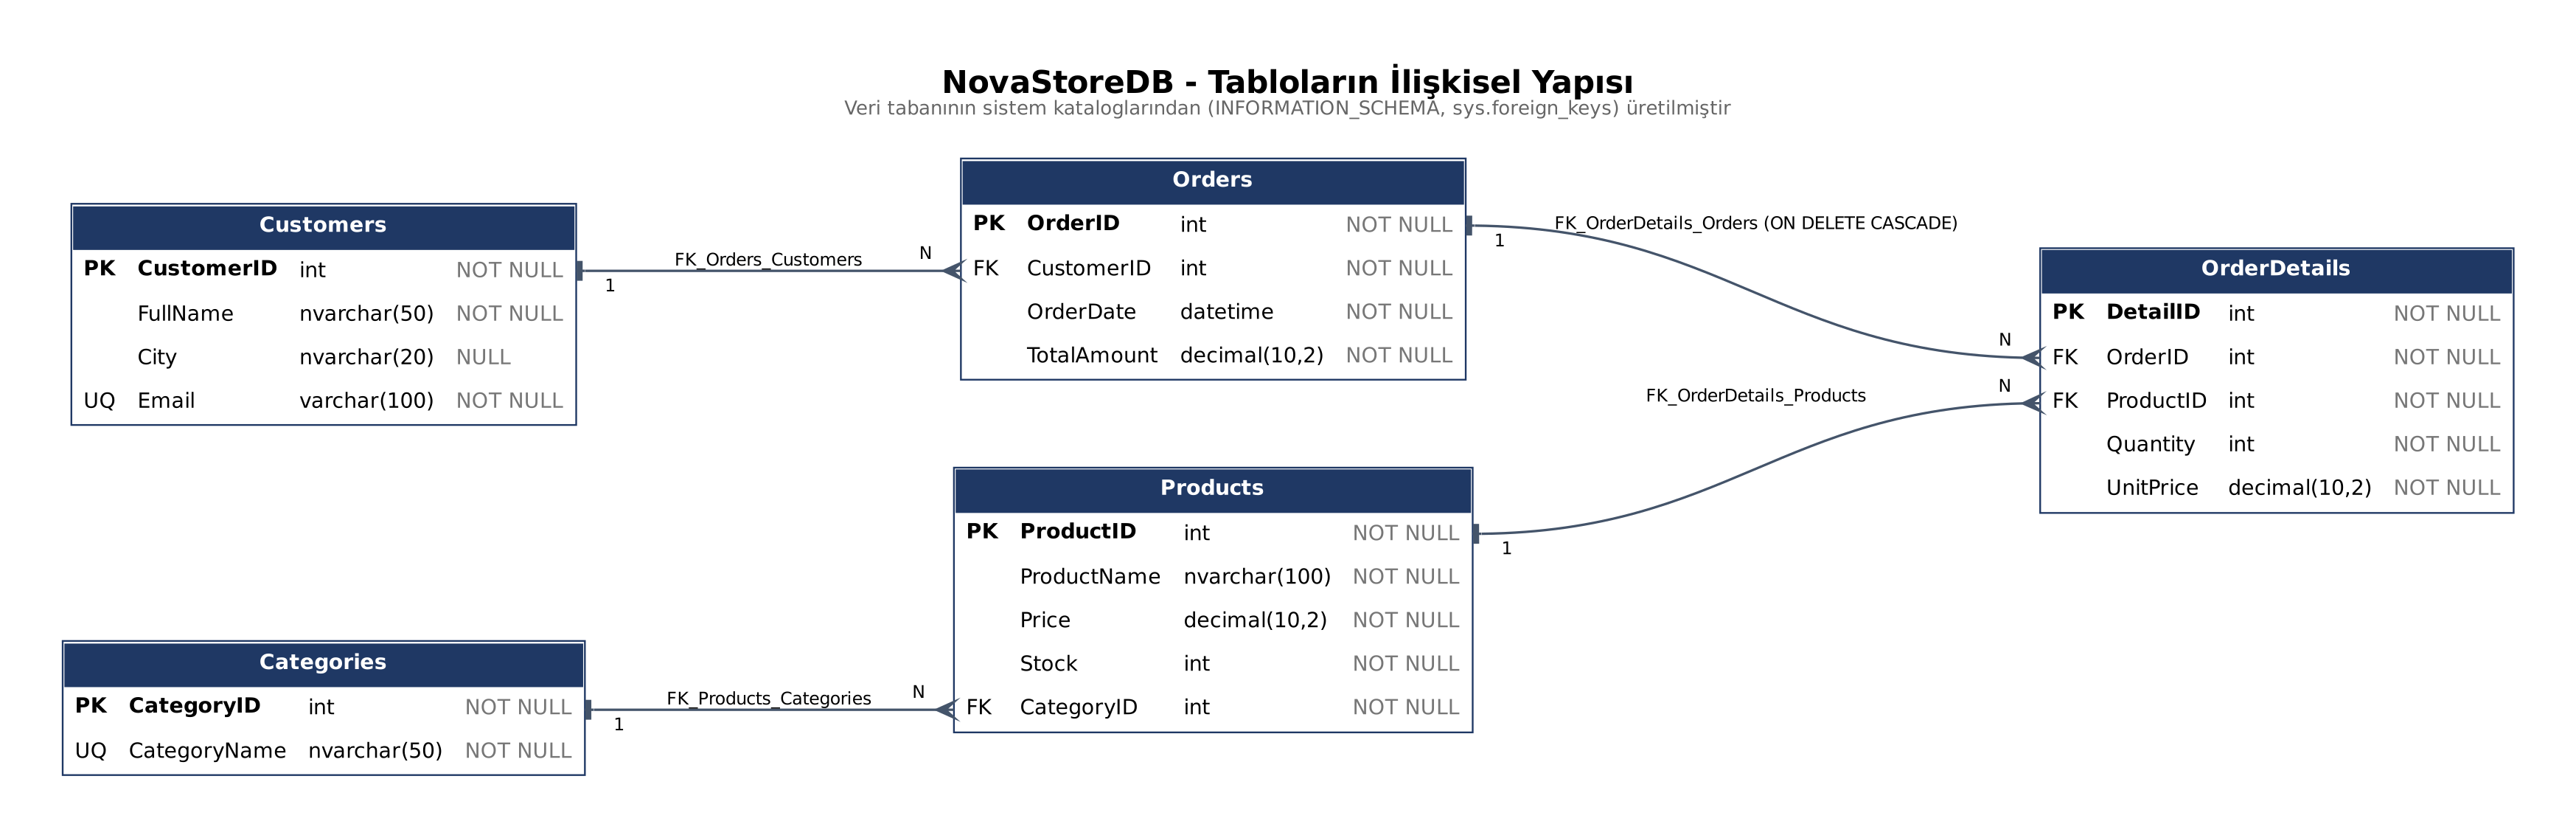 NovaStoreDB - Tabloların İlişkisel Yapısı
Veri tabanının sistem kataloglarından (INFORMATION_SCHEMA, sys.foreign_keys) üretilmiştir
Customers
PK CustomerID int NOT NULL
FullName nvarchar(50) NOT NULL
City nvarchar(20) NULL
UQ Email varchar(100) NOT NULL
FK_Orders_Customers
1
N
Orders
PK OrderID int NOT NULL
FK CustomerID int NOT NULL
OrderDate datetime NOT NULL
TotalAmount decimal(10,2) NOT NULL
FK_OrderDetails_Orders (ON DELETE CASCADE)
1
N
OrderDetails
PK DetailID int NOT NULL
FK OrderID int NOT NULL
FK ProductID int NOT NULL
Quantity int NOT NULL
UnitPrice decimal(10,2) NOT NULL
FK_OrderDetails_Products
N
1
Products
PK ProductID int NOT NULL
ProductName nvarchar(100) NOT NULL
Price decimal(10,2) NOT NULL
Stock int NOT NULL
FK CategoryID int NOT NULL
Categories
PK CategoryID int NOT NULL
UQ CategoryName nvarchar(50) NOT NULL
FK_Products_Categories
1
N